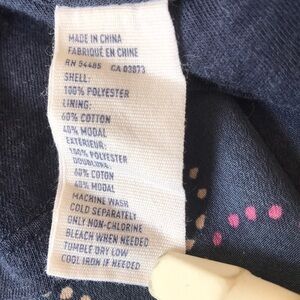 MADE IN CHINA
FABRIQUÉ EN CHINE
RN 54485 CA 03873
SHELL:
100% POLYESTER
LINING:
60% COTTON
40% MODAL
EXTERIEUR:
100% POLYESTER
DOUBLURE
60% COTON
40% MODAL
MACHINE WASH
COLD SEPARATELY
ONLY NON-CHLORINE
BLEACH WHEN NEEDED
TUMBLE DRY LOW
COOL IRON IF NEEDED